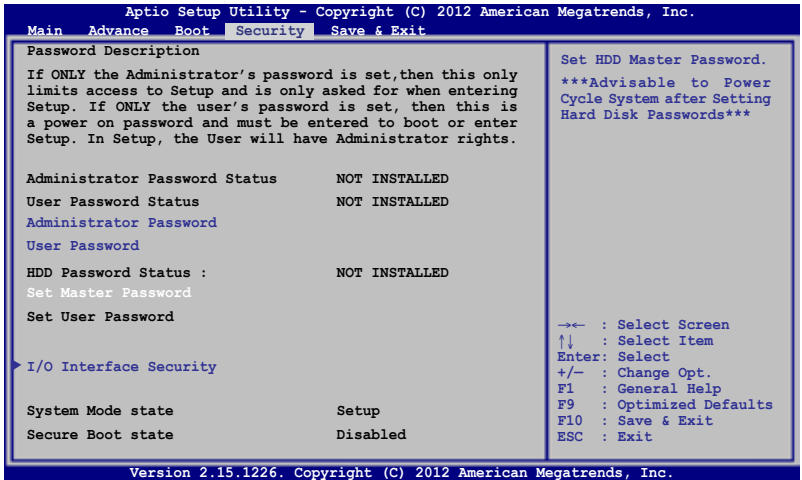 Aptio Setup Utility - Copyright (C) 2012 American Megatrends, Inc.
Main Advance Boot Security Save & Exit
Password Description
If ONLY the Administrator's password is set,then this only
limits access to Setup and is only asked for when entering
Setup. If ONLY the user's password is set, then this is
a power on password and must be entered to boot or enter
Setup. In Setup, the User will have Administrator rights.
Administrator Password Status NOT INSTALLED
User Password Status NOT INSTALLED
Administrator Password
User Password
HDD Password Status : NOT INSTALLED
Set Master Password
Set User Password
I/O Interface Security
System Mode state Setup
Secure Boot state Disabled
Set HDD Master Password.
***Advisable to Power
Cycle System after Setting
Hard Disk Passwords***
→← : Select Screen
↑↓ : Select Item
Enter: Select
+/— : Change Opt.
F1 : General Help
F9 : Optimized Defaults
F10 : Save & Exit
ESC : Exit
Version 2.15.1226. Copyright (C) 2012 American Megatrends, Inc.